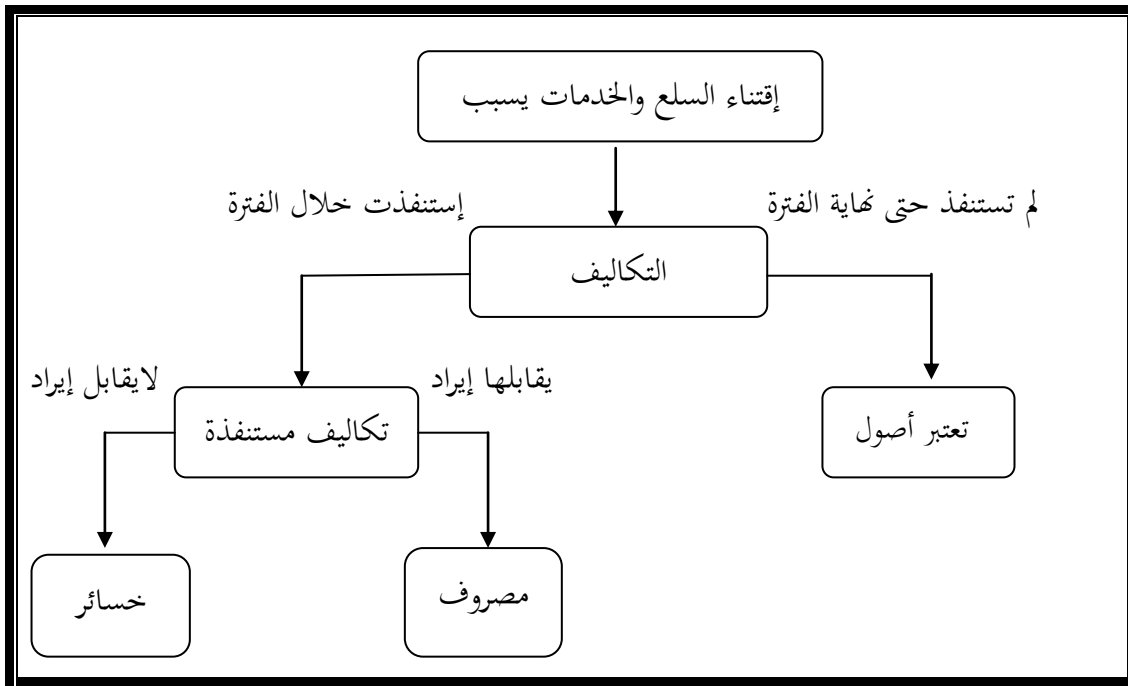 إقتناء السلع والخدمات يسبب
لم تستنفذ حتى نهاية الفترة
إستنفذت خلال الفترة
التكاليف
يقابلها إيراد
لايقابل إيراد
تعتبر أصول
تكاليف مستنفذة
مصروف
خسائر